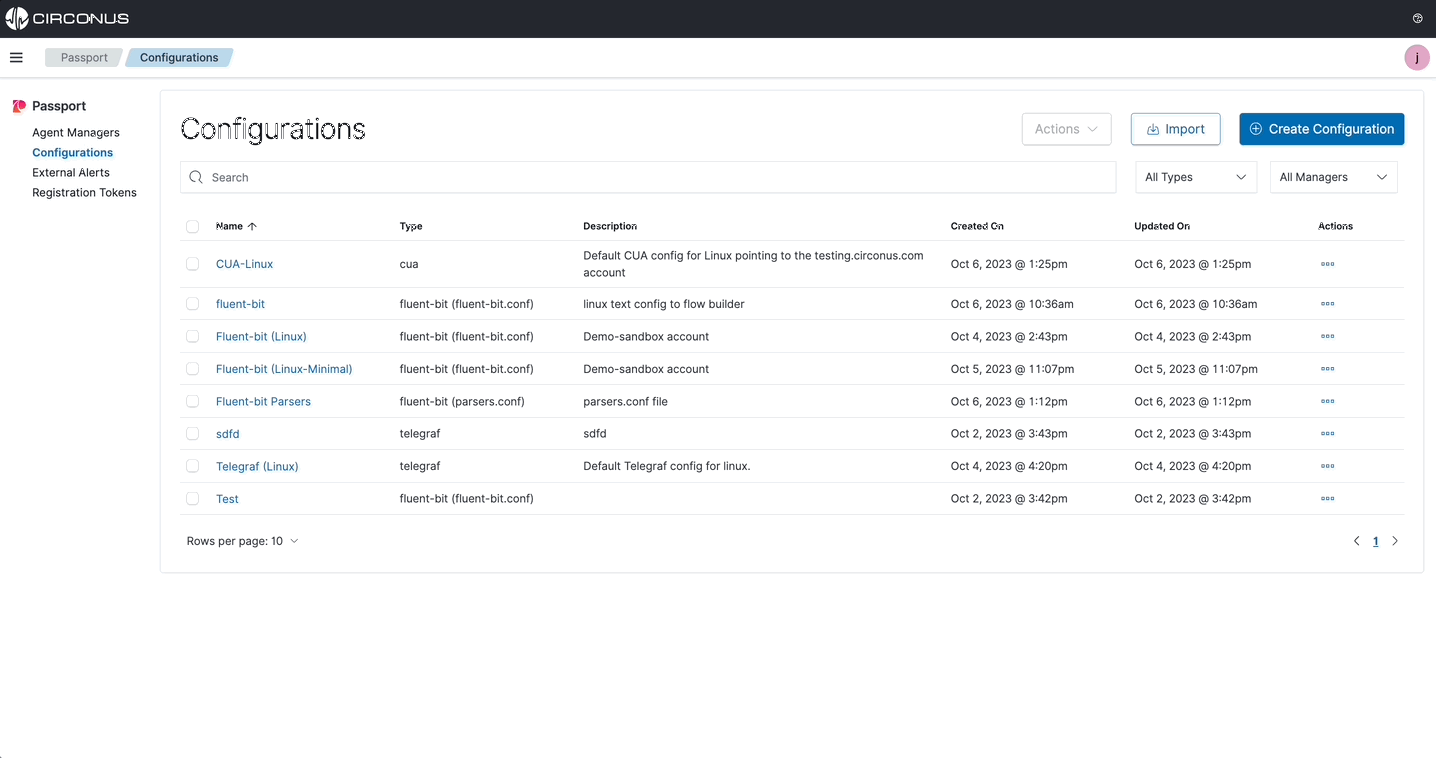 CIRCONUS
Passport Configurations
j
Passport
Agent Managers
Configurations
External Alerts
Registration Tokens
Configurations
Actions Import Create Configuration
Search All Types All Managers
Name Type Description Created On Updated On Actions
CUA-Linux cua Default CUA config for Linux pointing to the testing.circonus.com account Oct 6, 2023 @ 1:25pm Oct 6, 2023 @ 1:25pm
fluent-bit fluent-bit (fluent-bit.conf) linux text config to flow builder Oct 6, 2023 @ 10:36am Oct 6, 2023 @ 10:36am
Fluent-bit (Linux) fluent-bit (fluent-bit.conf) Demo-sandbox account Oct 4, 2023 @ 2:43pm Oct 4, 2023 @ 2:43pm
Fluent-bit (Linux-Minimal) fluent-bit (fluent-bit.conf) Demo-sandbox account Oct 5, 2023 @ 11:07pm Oct 5, 2023 @ 11:07pm
Fluent-bit Parsers fluent-bit (parsers.conf) parsers.conf file Oct 6, 2023 @ 1:12pm Oct 6, 2023 @ 1:12pm
sdfd telegraf sdfd Oct 2, 2023 @ 3:43pm Oct 2, 2023 @ 3:43pm
Telegraf (Linux) telegraf Default Telegraf config for linux. Oct 4, 2023 @ 4:20pm Oct 4, 2023 @ 4:20pm
Test fluent-bit (fluent-bit.conf) Oct 2, 2023 @ 3:42pm Oct 2, 2023 @ 3:42pm
Rows per page: 10 1